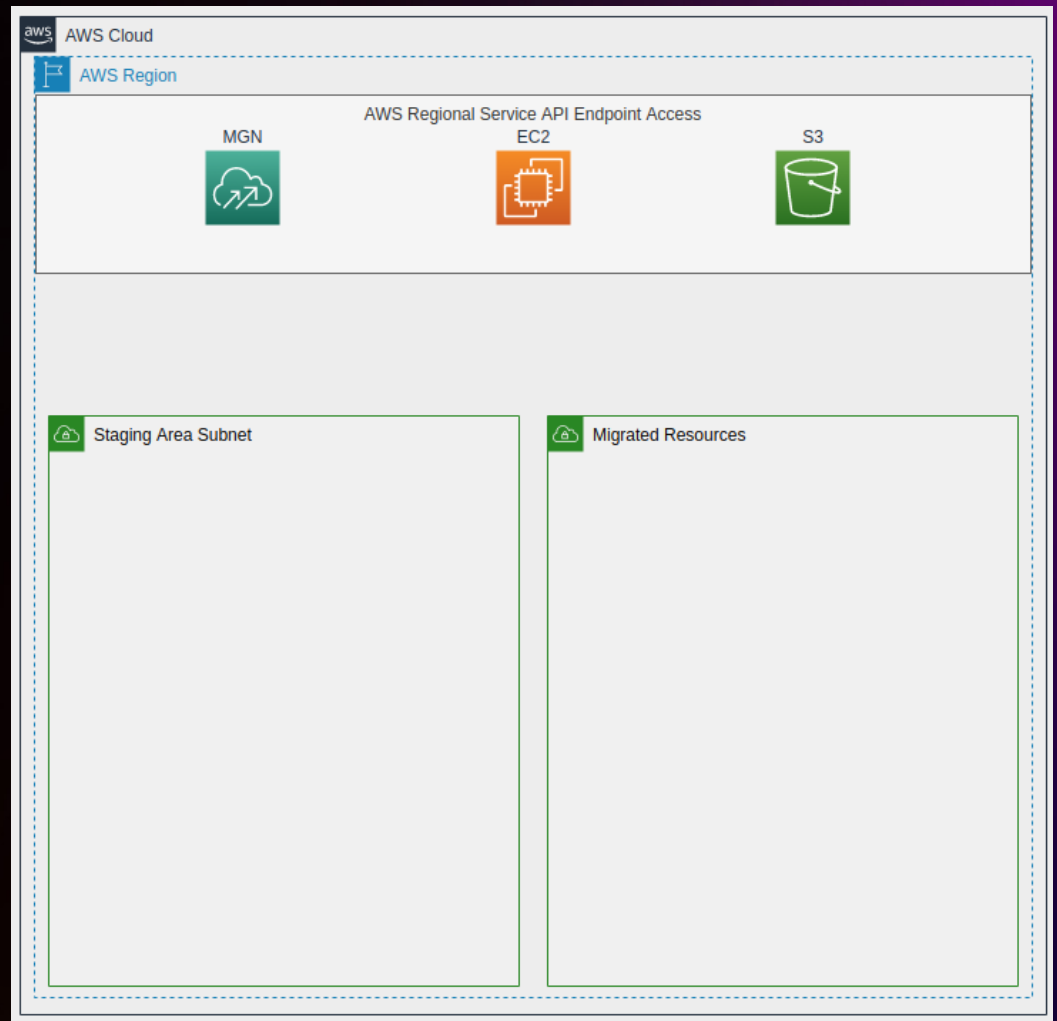 aws AWS Cloud
AWS Region
AWS Regional Service API Endpoint Access
MGN EC2 S3
Staging Area Subnet Migrated Resources